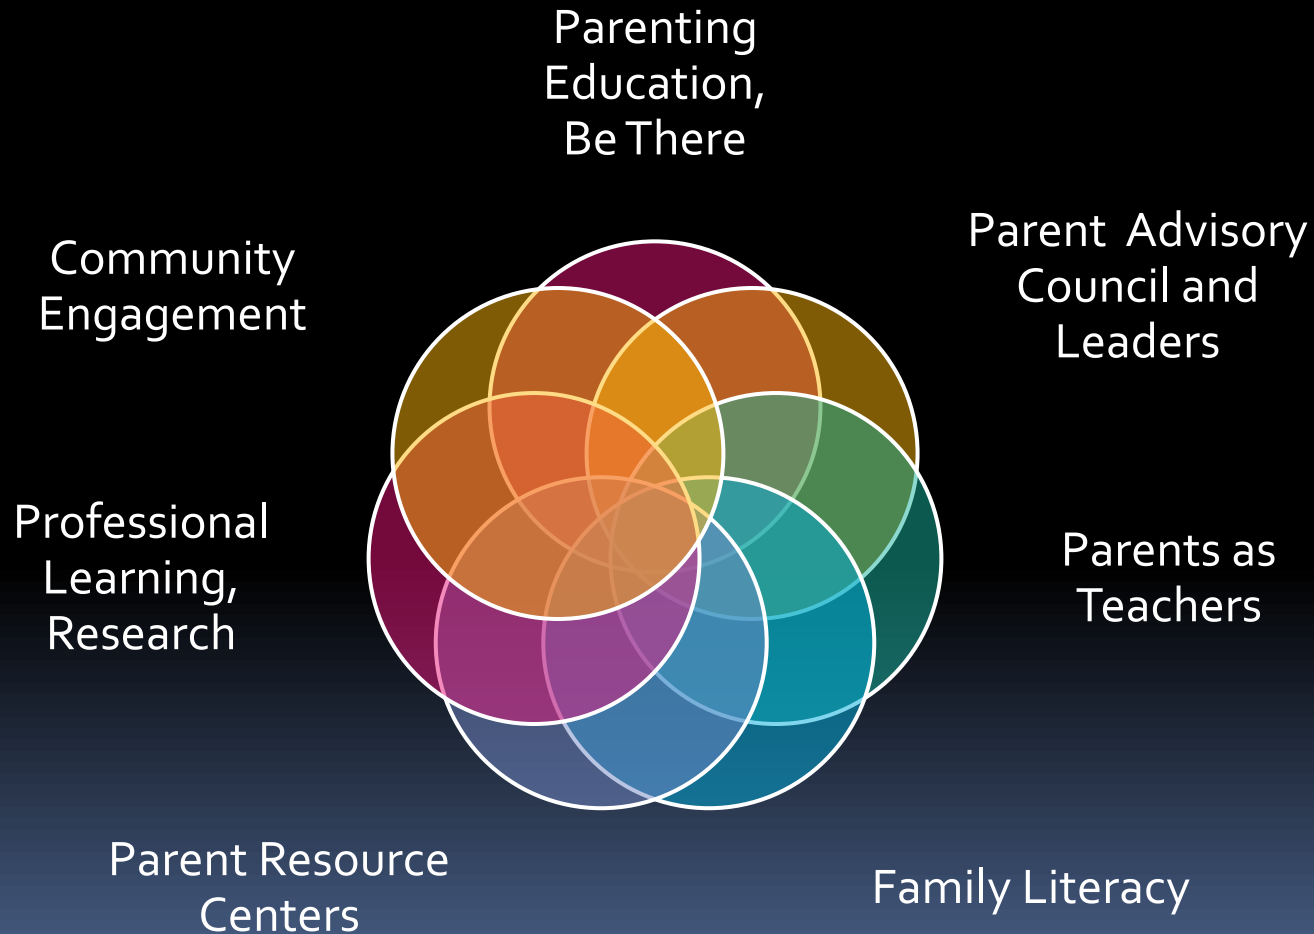 Parenting
Education,
Be There
Parent Advisory
Council and
Leaders
Parents as
Teachers
Family Literacy
Parent Resource
Centers
Professional
Learning,
Research
Community
Engagement